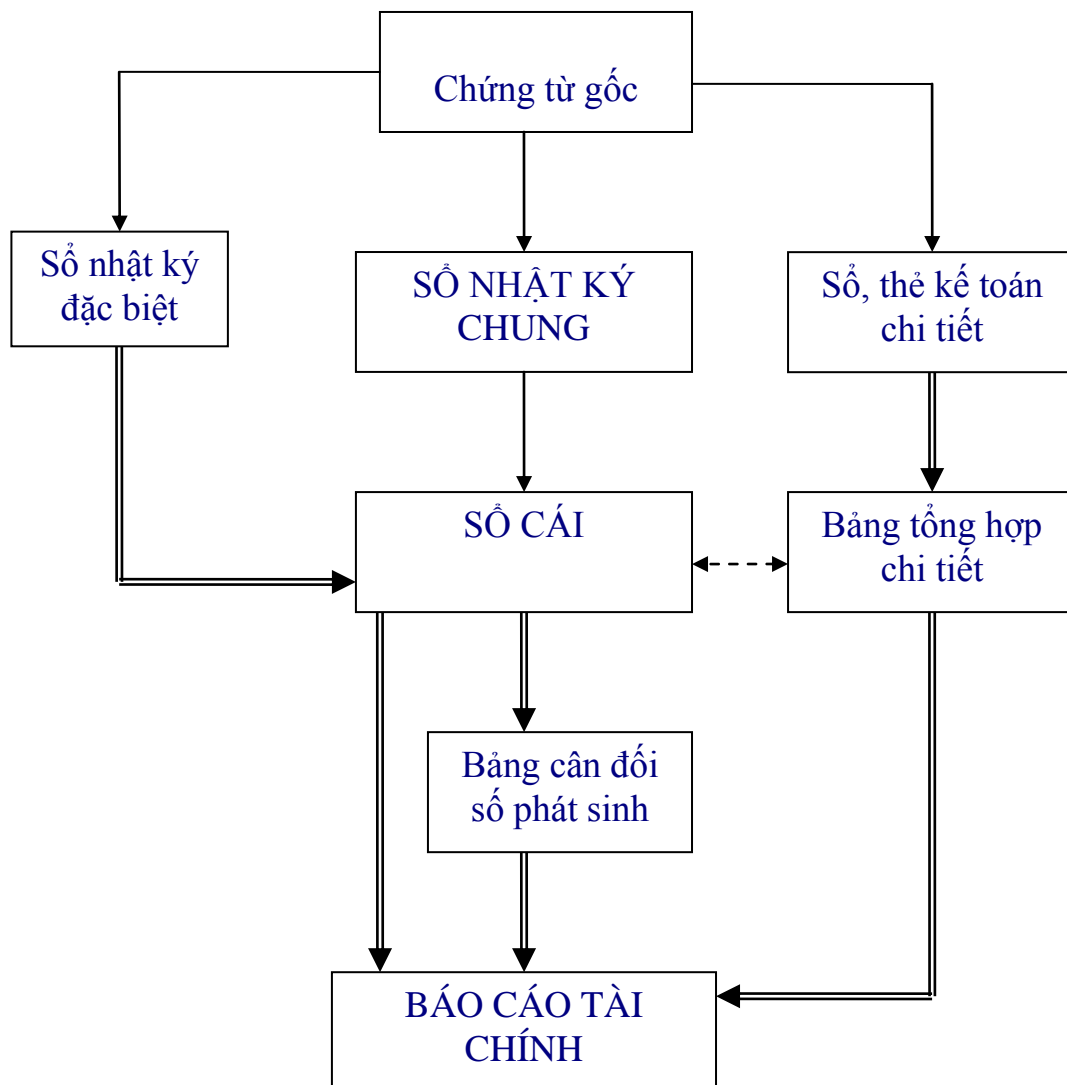 Chứng từ gốc
Sổ nhật ký
đặc biệt
SỔ NHẬT KÝ
CHUNG
Sổ, thẻ kế toán
chi tiết
SỔ CÁI
Bảng tổng hợp
chi tiết
Bảng cân đối
số phát sinh
BÁO CÁO TÀI
CHÍNH